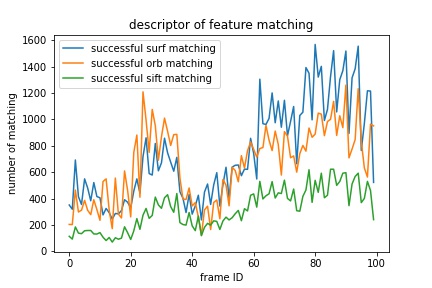 descriptor of feature matching
successful surf matching
successful orb matching
successful sift matching
number of matching
1600
1400
1200
1000
800
600
400
200
0
0 20 40 60 80 100
frame ID